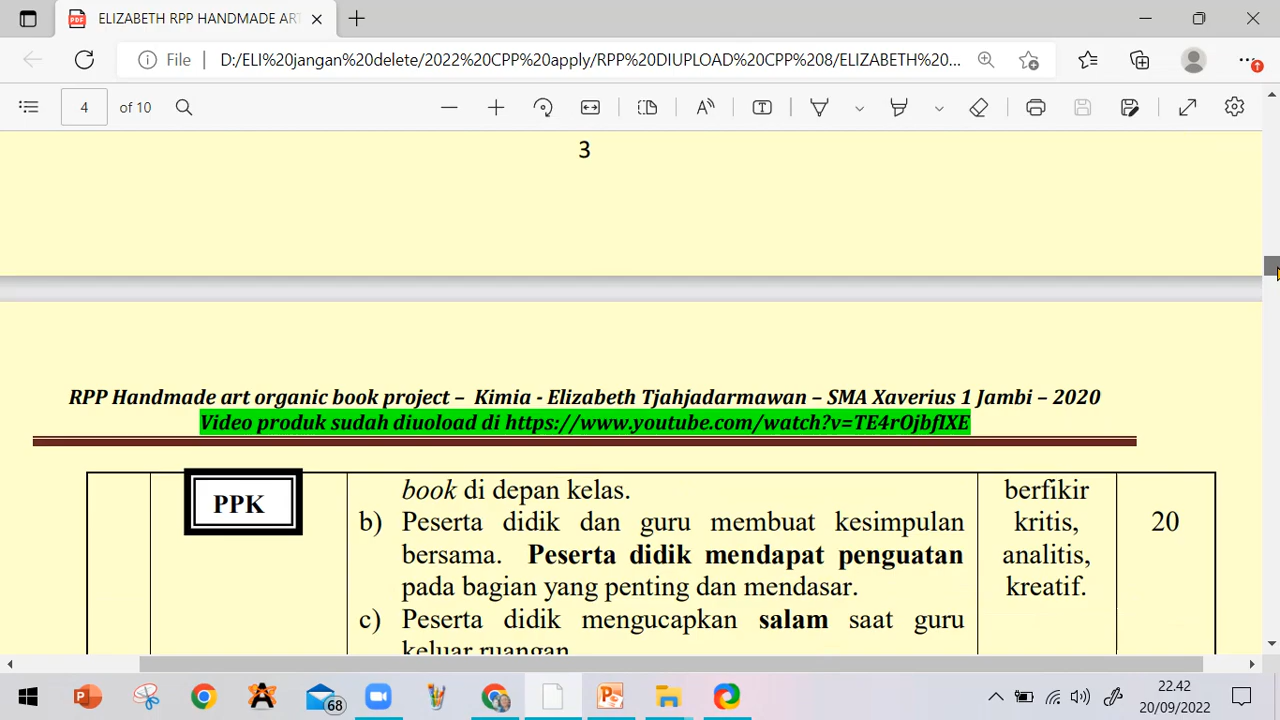 ELIZABETH RPP HANDMADE ART
File
D:/ELI%20jangan%20delete/2022%20CPP%20apply/RPP%20DIUPLOAD%20CPP%208/ELIZABETH%20...
4 of 10
3
RPP Handmade art organic book project – Kimia - Elizabeth Tjahjadarmawan – SMA Xaverius 1 Jambi – 2020
Video produk sudah diuoload di https://www.youtube.com/watch?v=TE4rOjbfIXE
PPK
book di depan kelas.
b) Peserta didik dan guru membuat kesimpulan
bersama. Peserta didik mendapat penguatan
pada bagian yang penting dan mendasar.
c) Peserta didik mengucapkan salam saat guru
keluar ruangan
berfikir
kritis,
analitis,
kreatif.
20
68
22.42
20/09/2022